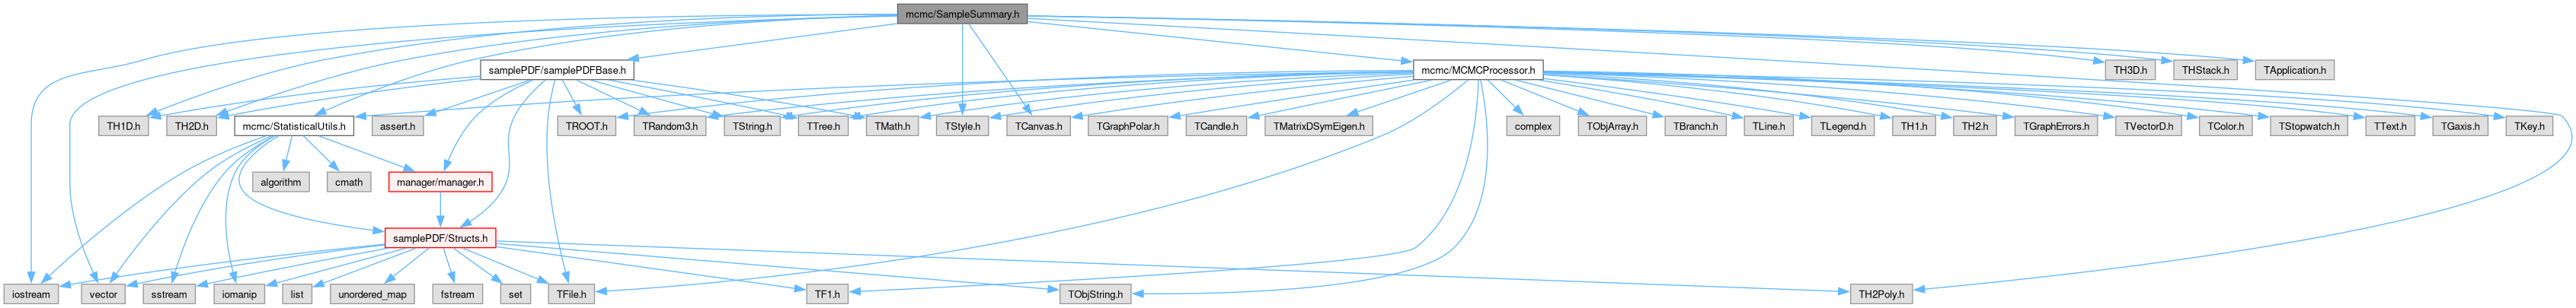 mcmc/SampleSummary.h
samplePDF/samplePDFBase.h
mcmc/MCMCProcessor.h
TH3D.h
THStack.h
TApplication.h
TH1D.h
TH2D.h
mcmc/StatisticalUtils.h
assert.h
TROOT.h
TRandom3.h
TString.h
TTree.h
TMath.h
TStyle.h
TCanvas.h
TGraphPolar.h
TCandle.h
TMatrixDSymEigen.h
complex
TObjArray.h
TBranch.h
TLine.h
TLegend.h
TH1.h
TH2.h
TGraphErrors.h
TVectorD.h
TColor.h
TStopwatch.h
TText.h
TGaxis.h
TKey.h
algorithm
cmath
manager/manager.h
samplePDF/Structs.h
iostream
vector
sstream
iomanip
list
unordered_map
fstream
set
TFile.h
TF1.h
TObjString.h
TH2Poly.h